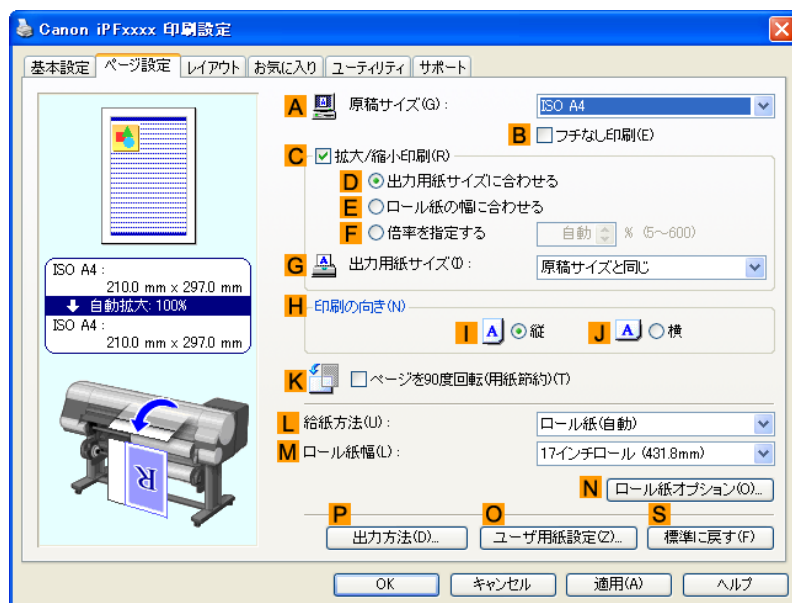 Canon iPFxxxx 印刷設定
基本設定 ページ設定 レイアウト お気に入り ユーティリティ サポート
A 原稿サイズ(G) : ISO A4
B フチなし印刷(E)
C 拡大/縮小印刷(R)
D 出力用紙サイズに合わせる
E ロール紙の幅に合わせる
F 倍率を指定する 自動 % (5～600)
G 出力用紙サイズ(I) : 原稿サイズと同じ
ISO A4 :
210.0 mm x 297.0 mm
自動拡大: 100%
ISO A4 :
210.0 mm x 297.0 mm
H 印刷の向き(N)
I A 縦 J A 横
K ページを90度回転(用紙節約)(T)
L 給紙方法(U) : ロール紙(自動)
M ロール紙幅(L) : 17インチロール (431.8mm)
N ロール紙オプション(O)...
R
P O S
出力方法(D)... ユーザ用紙設定(Z)... 標準に戻す(F)
OK キャンセル 適用(A) ヘルプ